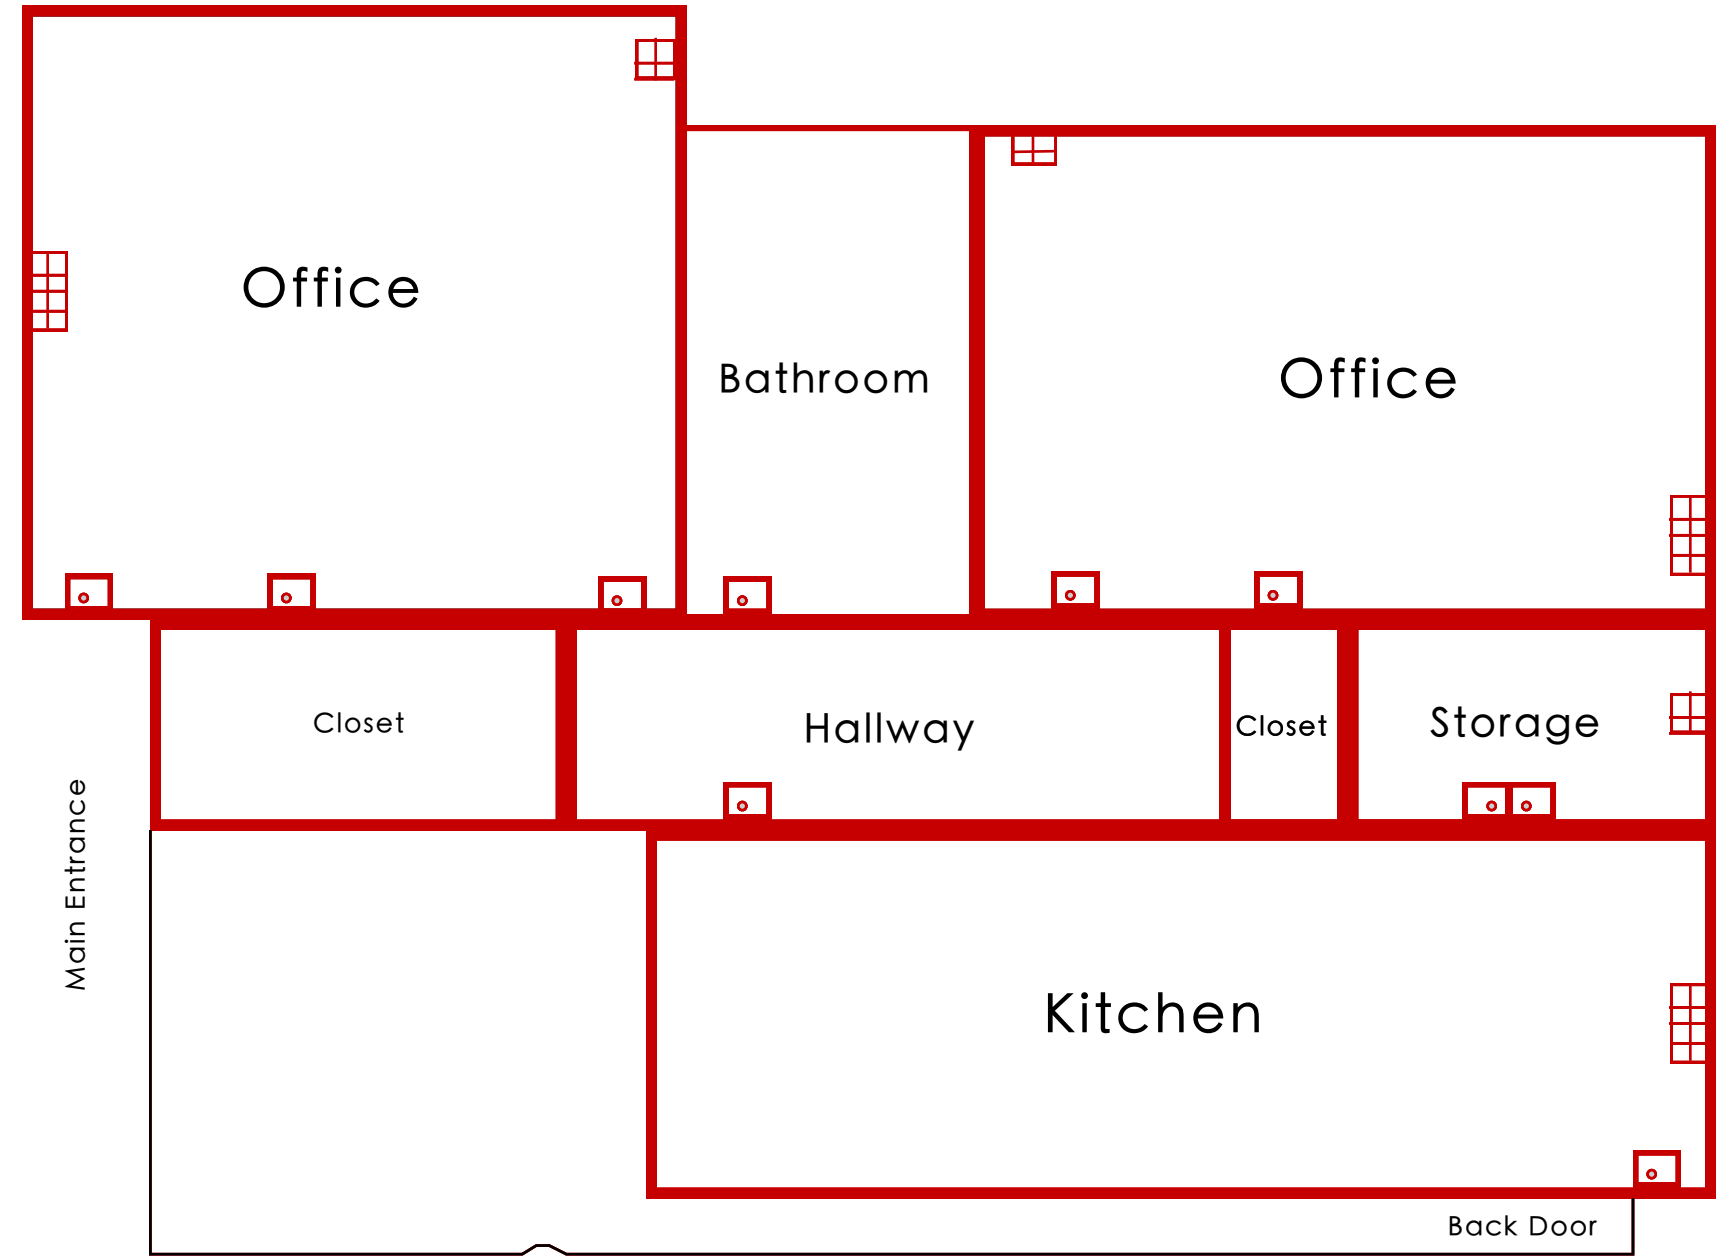 Office
Bathroom
Office
Closet
Hallway
Closet
Storage
Main Entrance
Kitchen
Back Door